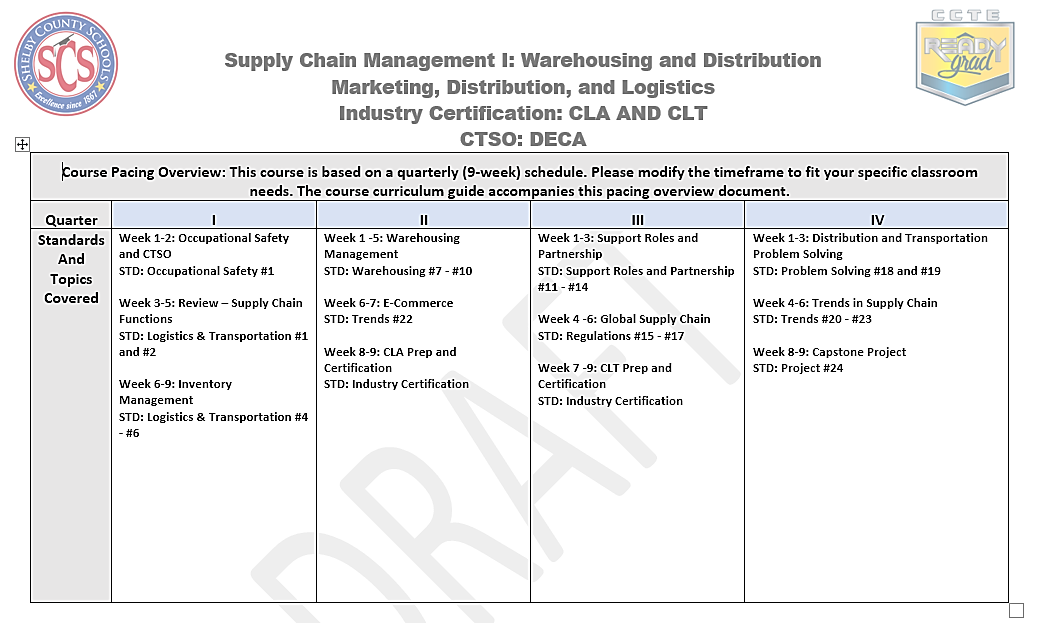 SHELBY COUNTY SCHOOLS
SCS
Excellence since 1867
CCTE
READY
grad
Supply Chain Management I: Warehousing and Distribution
Marketing, Distribution, and Logistics
Industry Certification: CLA AND CLT
CTSO: DECA
Course Pacing Overview: This course is based on a quarterly (9-week) schedule. Please modify the timeframe to fit your specific classroom
needs. The course curriculum guide accompanies this pacing overview document.
Quarter
I
II
III
IV
Standards
And
Topics
Covered
Week 1-2: Occupational Safety
and CTSO
STD: Occupational Safety #1
Week 3-5: Review – Supply Chain
Functions
STD: Logistics & Transportation #1
and #2
Week 6-9: Inventory
Management
STD: Logistics & Transportation #4
- #6
Week 1 -5: Warehousing
Management
STD: Warehousing #7 - #10
Week 6-7: E-Commerce
STD: Trends #22
Week 8-9: CLA Prep and
Certification
STD: Industry Certification
Week 1-3: Support Roles and
Partnership
STD: Support Roles and Partnership
#11 - #14
Week 4 -6: Global Supply Chain
STD: Regulations #15 - #17
Week 7 -9: CLT Prep and
Certification
STD: Industry Certification
Week 1-3: Distribution and Transportation
Problem Solving
STD: Problem Solving #18 and #19
Week 4-6: Trends in Supply Chain
STD: Trends #20 - #23
Week 8-9: Capstone Project
STD: Project #24
DRAFT